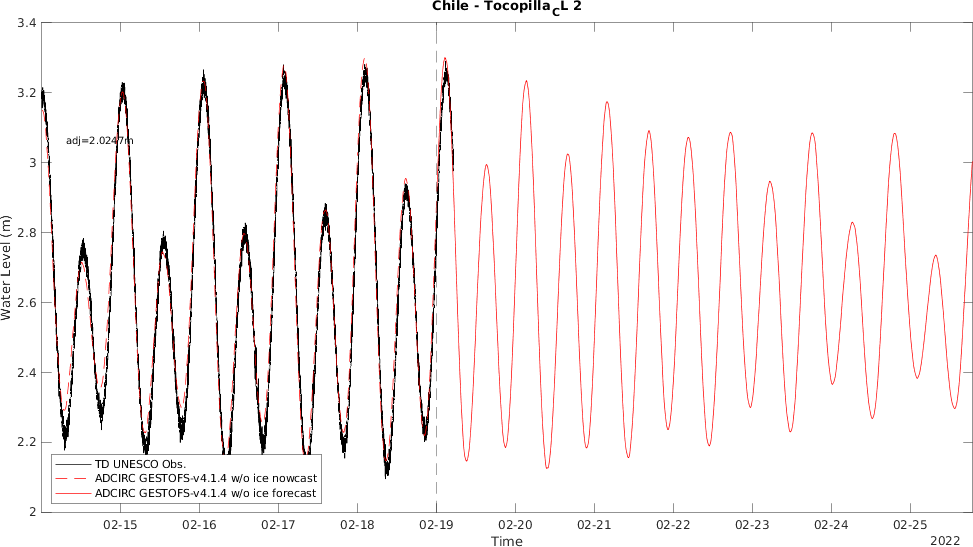 Chile - Tocopilla_CL 2
3.4
3.2
3
2.8
2.6
2.4
2.2
2
Water Level (m)
adj=2.0247m
TD UNESCO Obs.
ADCIRC GESTOFS-v4.1.4 w/o ice nowcast
ADCIRC GESTOFS-v4.1.4 w/o ice forecast
02-15
02-16
02-17
02-18
02-19
02-20
02-21
02-22
02-23
02-24
02-25
Time
2022